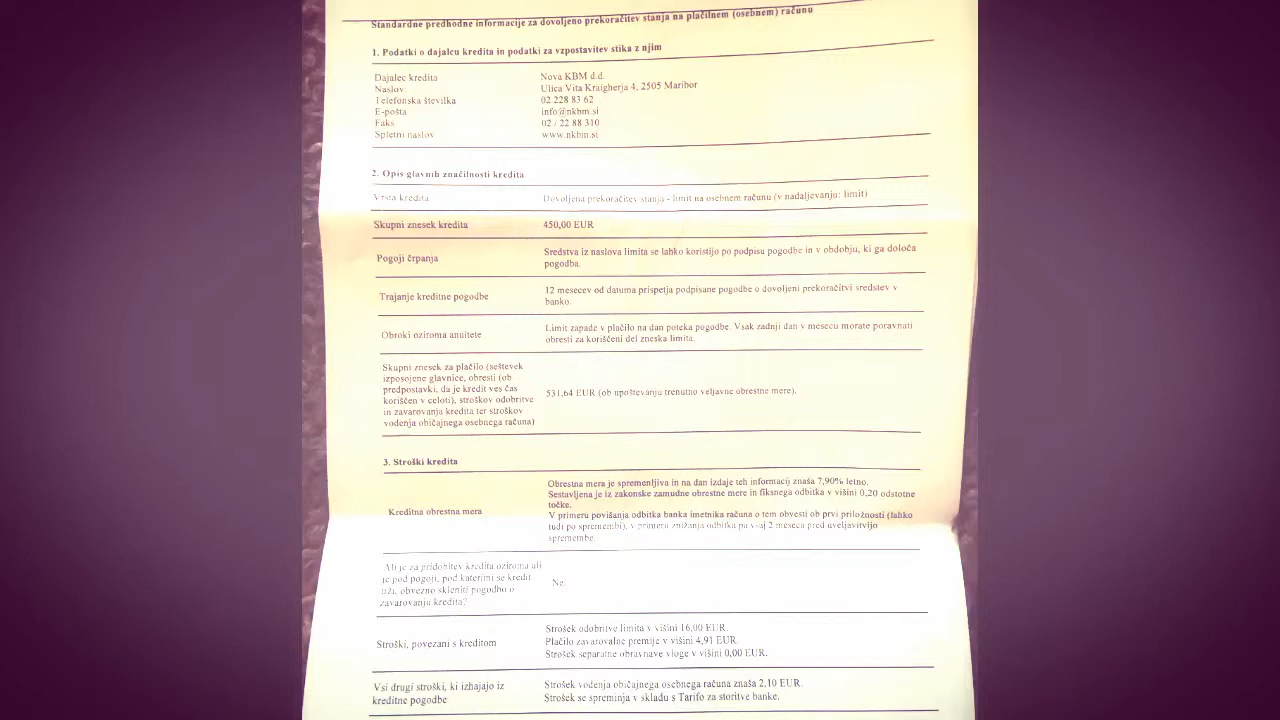 Standardne predhodne informacije za dovoljeno prekoračitev stanja na plačilnem (osebnem) računu
1. Podatki o dajalcu kredita in podatki za vzpostavitev stika z njim
Dajalec kredita Nova KBM d.d.
Naslov Ulica Vita Kraigherja 4, 2505 Maribor
Telefonska številka 02 228 83 62
E-pošta info@nkbm.si
Faks 02 / 22 88 310
Spletni naslov www.nkbm.si
2. Opis glavnih značilnosti kredita
Vrsta kredita Dovoljena prekoračitev stanja - limit na osebnem računu (v nadaljevanju: limit)
Skupni znesek kredita 450,00 EUR
Pogoji črpanja Sredstva iz naslova limita se lahko koristijo po podpisu pogodbe in v obdobju, ki ga določa
pogodba.
Trajanje kreditne pogodbe 12 mesecev od datuma prispetja podpisane pogodbe o dovoljeni prekoračitvi sredstev v
banko.
Obroki oziroma anuitete Limit zapade v plačilo na dan poteka pogodbe. Vsak zadnji dan v mesecu morate poravnati
obresti za koriščeni del zneska limita.
Skupni znesek za plačilo (seštevek
izposojene glavnice, obresti (ob
predpostavki, da je kredit ves čas
koriščen v celoti), stroškov odobritve
in zavarovanja kredita ter stroškov
vodenja običajnega osebnega računa)
531,64 EUR (ob upoštevanju trenutno veljavne obrestne mere).
3. Stroški kredita
Kreditna obrestna mera
Obrestna mera je spremenljiva in na dan izdaje teh informacij znaša 7,90% letno.
Sestavljena je iz zakonske zamudne obrestne mere in fiksnega odbitka v višini 0,20 odstotne
točke.
V primeru povišanja odbitka banka imetnika računa o tem obvesti ob prvi priložnosti (lahko
tudi po spremembi), v primeru znižanja odbitka pa vsaj 2 meseca pred uveljavitvijo
spremembe.
Ali je za pridobitev kredita oziroma ali
je pod pogoji, pod katerimi se kredit
trži, obvezno skleniti pogodbo o
zavarovanju kredita?
Ne.
Stroški, povezani s kreditom
Strošek odobritve limita v višini 16,00 EUR.
Plačilo zavarovalne premije v višini 4,91 EUR.
Strošek separatne obravnave vloge v višini 0,00 EUR.
Vsi drugi stroški, ki izhajajo iz
kreditne pogodbe
Strošek vodenja običajnega osebnega računa znaša 2,10 EUR.
Strošek se spreminja v skladu s Tarifo za storitve banke.